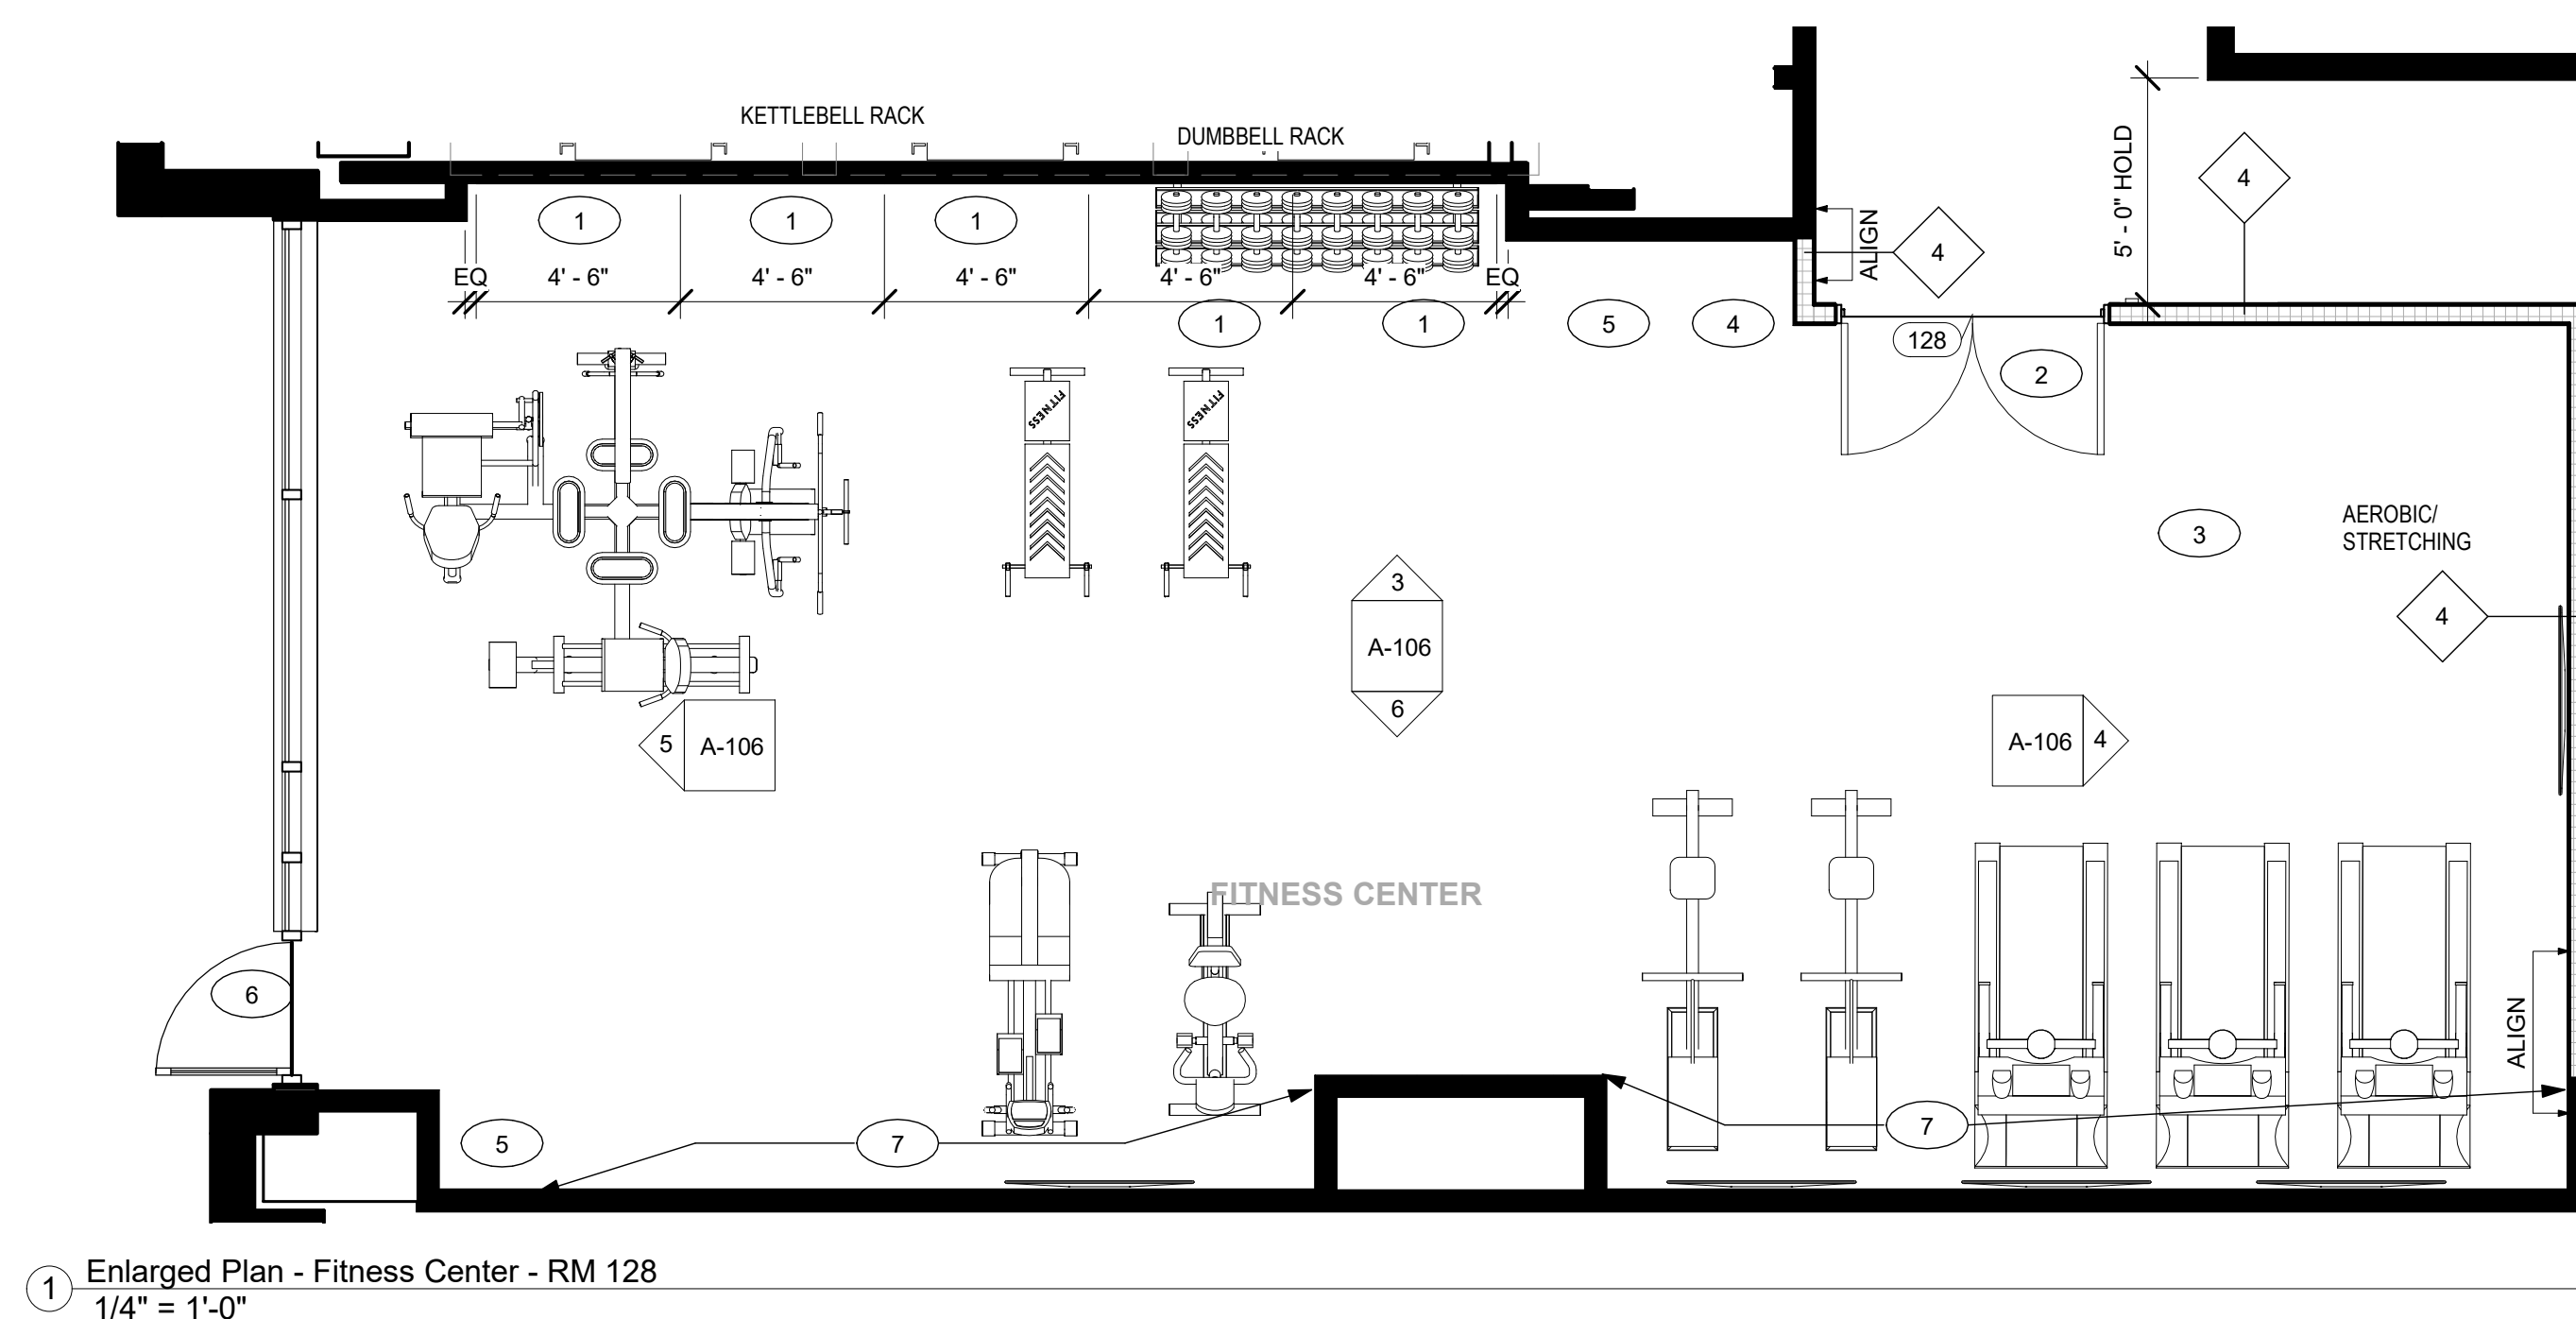 KETTLEBELL RACK
DUMBBELL RACK
5' - 0" HOLD
4
1
1
1
ALIGN
4
EQ
4' - 6"
4' - 6"
4' - 6"
4' - 6"
4' - 6"
EQ
1
1
5
4
128
2
FITNESS
FITNESS
3
AEROBIC/
STRETCHING
3
A-106
6
4
5
A-106
A-106
4
FITNESS CENTER
6
ALIGN
5
7
7
1
Enlarged Plan - Fitness Center - RM 128
1/4" = 1'-0"